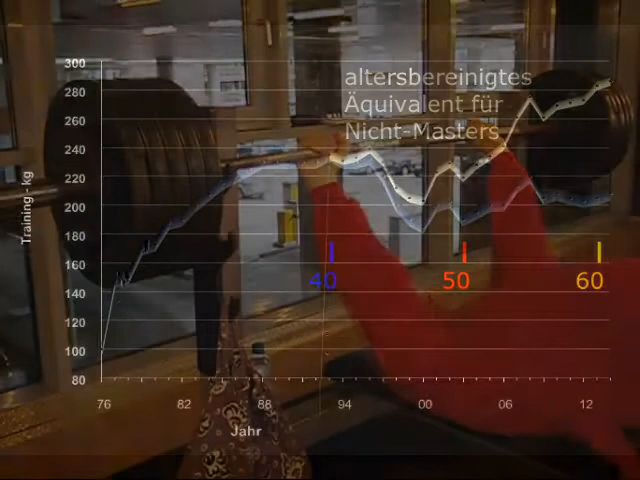 altersbereinigtes
Äquivalent für
Nicht-Masters
Training - kg
300
280
260
240
220
200
180
160
140
120
100
80
40
50
60
76 82 88 94 00 06 12
Jahr